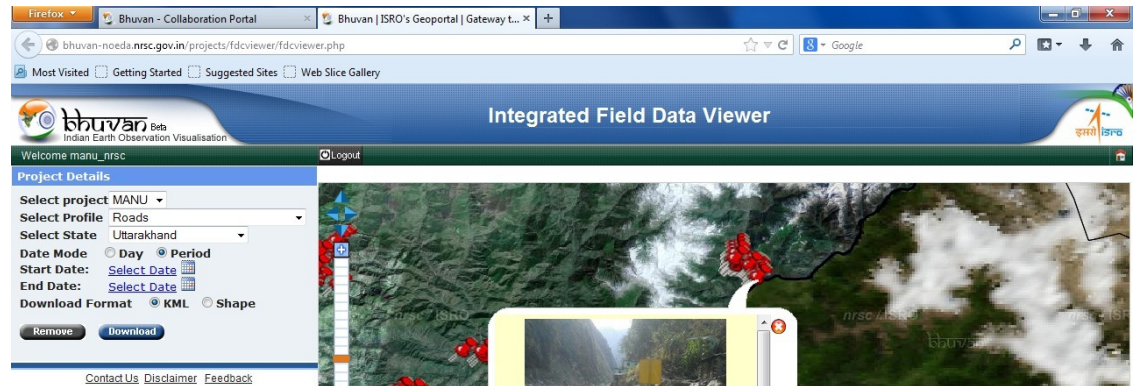 Firefox
Bhuvan - Collaboration Portal
Bhuvan | ISRO's Geoportal | Gateway t...
bhuvan-noeda.nrsc.gov.in/projects/fdcviewer/fdcviewer.php
Google
Most Visited Getting Started Suggested Sites Web Slice Gallery
bhuvan Beta
Indian Earth Observation Visualisation
Integrated Field Data Viewer
इसरो isro
Welcome manu_nrsc
Logout
Project Details
Select project MANU
Select Profile Roads
Select State Uttarakhand
Date Mode Day Period
Start Date: Select Date
End Date: Select Date
Download Format KML Shape
Remove Download
Contact Us Disclaimer Feedback
nrsc / ISRO
nrsc / ISRO
bhuvan